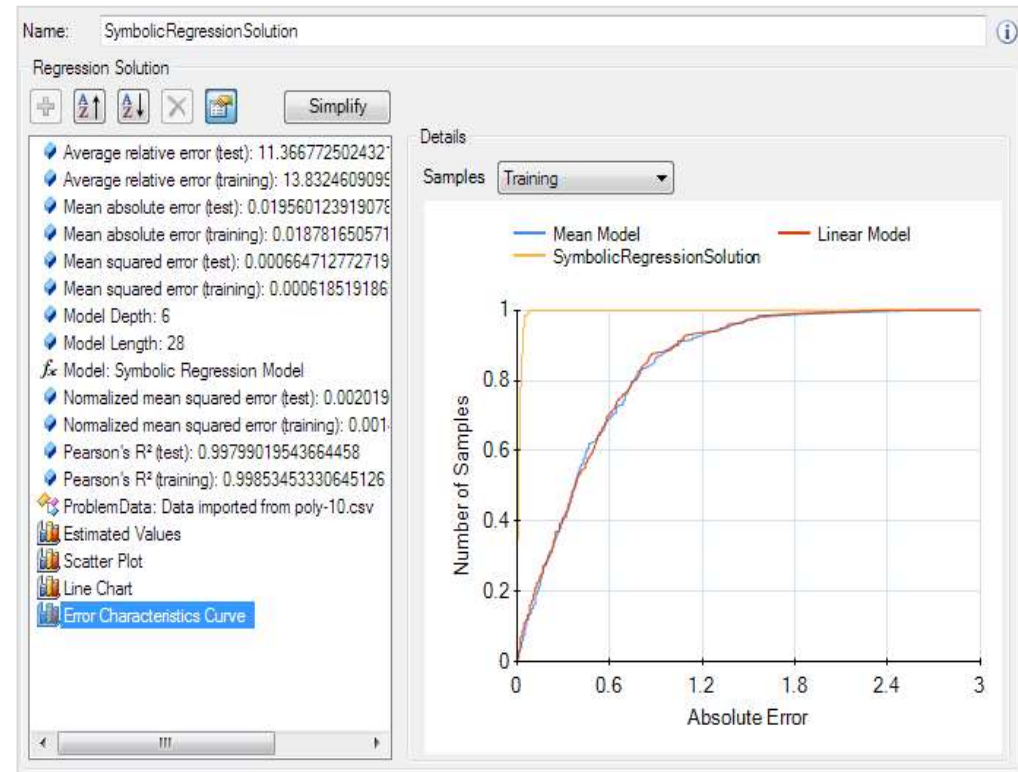 Name: SymbolicRegressionSolution
Regression Solution
Simplify
Average relative error (test): 11.366772502432
Average relative error (training): 13.832460909
Mean absolute error (test): 0.01956012391907
Mean absolute error (training): 0.018781650571
Mean squared error (test): 0.000664712772719
Mean squared error (training): 0.000618519186
Model Depth: 6
Model Length: 28
fx Model: Symbolic Regression Model
Normalized mean squared error (test): 0.002019
Normalized mean squared error (training): 0.001
Pearson's R² (test): 0.99799019543664458
Pearson's R² (training): 0.99853453330645126
ProblemData: Data imported from poly-10.csv
Estimated Values
Scatter Plot
Line Chart
Error Characteristics Curve
Details
Samples Training
Mean Model Linear Model
SymbolicRegressionSolution
Number of Samples
1
0.8
0.6
0.4
0.2
0
0 0.6 1.2 1.8 2.4 3
Absolute Error